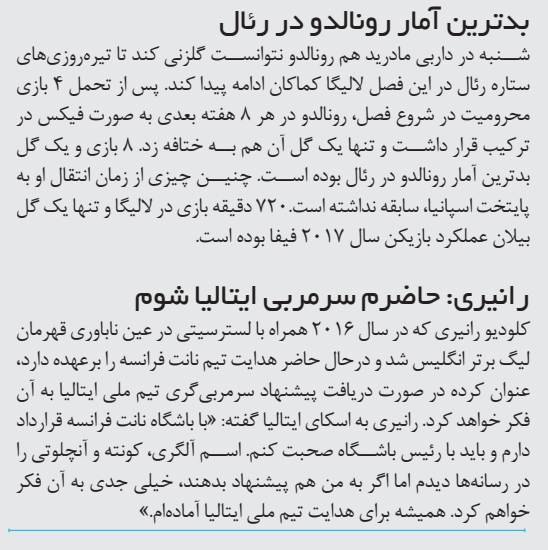 بدترین آمار رونالدو در رئال
شنبه در داربی مادرید هم رونالدو نتوانست گلزنی کند تا تیره‌روزی‌های
ستاره رئال در این فصل لالیگا کماکان ادامه پیدا کند. پس از تحمل ۴ بازی
محرومیت در شروع فصل، رونالدو در هر ۸ هفته بعدی به صورت فیکس در
ترکیب قرار داشت و تنها یک گل آن هم به ختافه زد. ۸ بازی و یک گل
بدترین آمار رونالدو در رئال بوده است. چنین چیزی از زمان انتقال او به
پایتخت اسپانیا، سابقه نداشته است. ۷۲۰ دقیقه بازی در لالیگا و تنها یک گل
بیلان عملکرد بازیکن سال ۲۰۱۷ فیفا بوده است.
رانیری: حاضرم سرمربی ایتالیا شوم
کلودیو رانیری که در سال ۲۰۱۶ همراه با لسترسیتی در عین ناباوری قهرمان
لیگ برتر انگلیس شد و درحال حاضر هدایت تیم نانت فرانسه را برعهده دارد،
عنوان کرده در صورت دریافت پیشنهاد سرمربی‌گری تیم ملی ایتالیا به آن
فکر خواهد کرد. رانیری به اسکای ایتالیا گفته: «با باشگاه نانت فرانسه قرارداد
دارم و باید با رئیس باشگاه صحبت کنم. اسم آلگری، کونته و آنچلوتی را
در رسانه‌ها دیدم اما اگر به من هم پیشنهاد بدهند، خیلی جدی به آن فکر
خواهم کرد. همیشه برای هدایت تیم ملی ایتالیا آماده‌ام.»